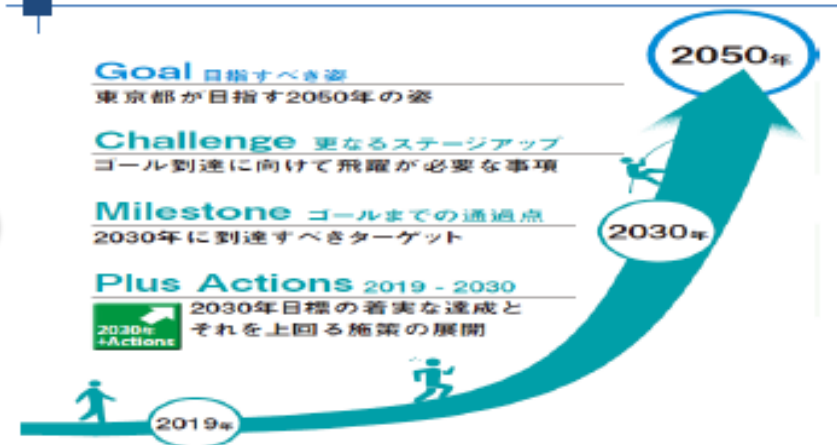 2050年
Goal 目指すべき姿
東京都が目指す2050年の姿
Challenge 更なるステージアップ
ゴール到達に向けて飛躍が必要な事項
Milestone ゴールまでの通過点
2030年に到達すべきターゲット
2030年
Plus Actions 2019 - 2030
2030年目標の着実な達成と
それを上回る施策の展開
2030年
+Actions
2019年